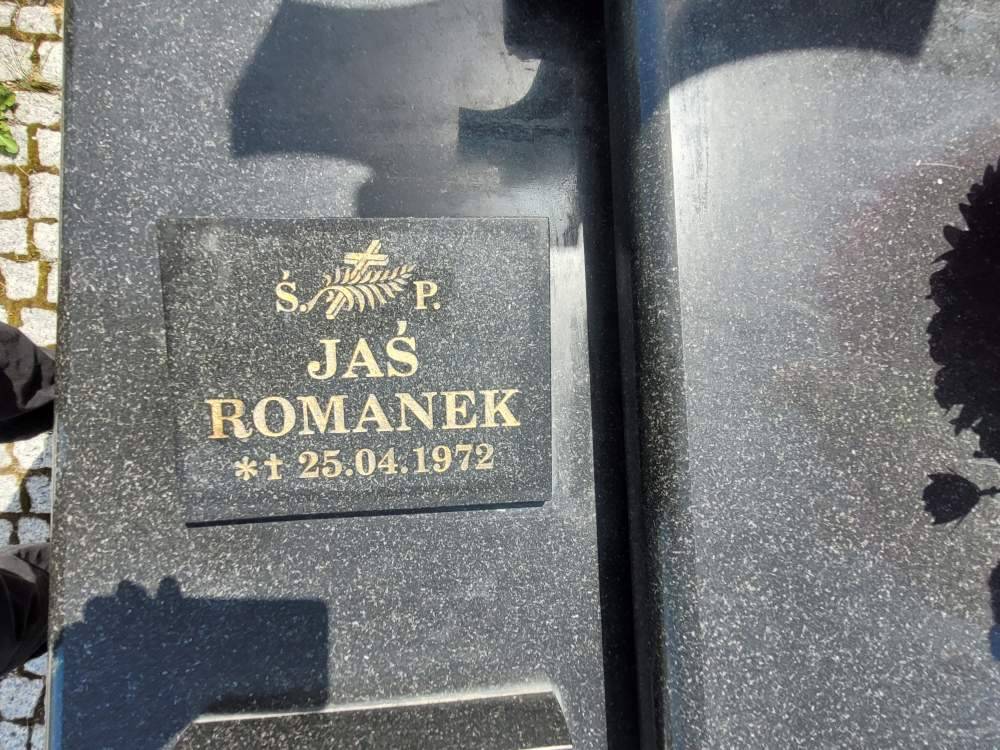 Ś. P.
JAŚ
ROMANEK
*† 25.04.1972